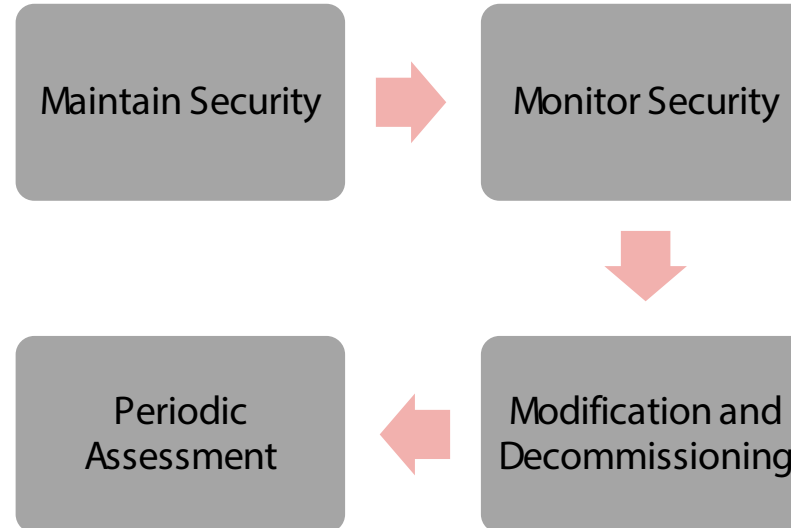 Maintain Security
Monitor Security
Periodic
Assessment
Modification and
Decommissioning